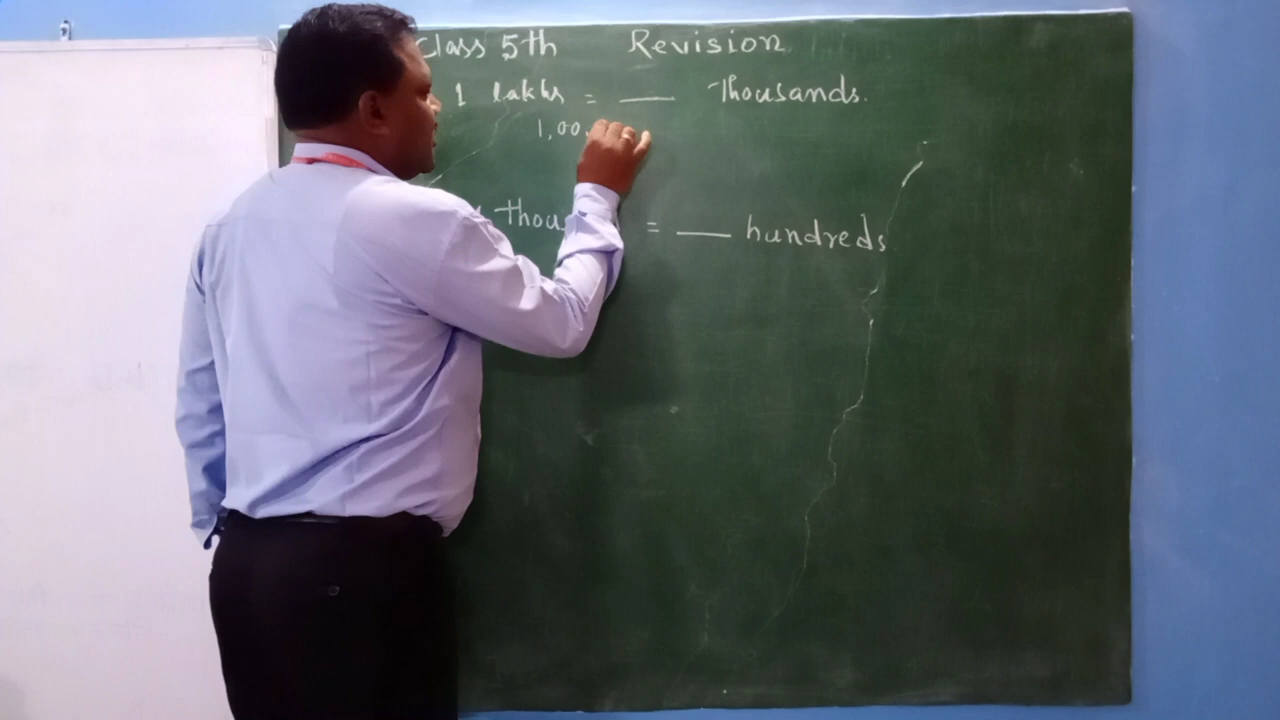 Class 5th Revision
1 lakhs = ___ Thousands.
1,00,
thou = ___ hundreds